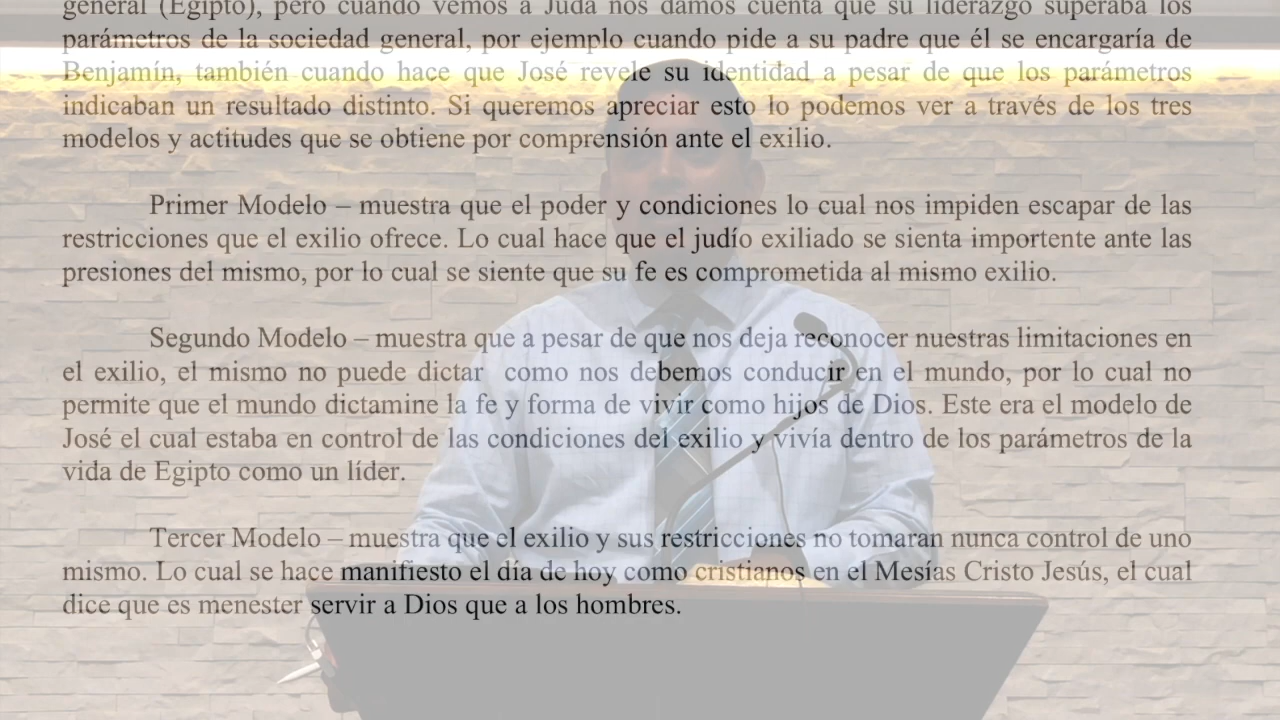 general (Egipto), pero cuando vemos a Judá nos damos cuenta que su liderazgo superaba los
parámetros de la sociedad general, por ejemplo cuando pide a su padre que él se encargaría de
Benjamín, también cuando hace que José revele su identidad a pesar de que los parámetros
indicaban un resultado distinto. Si queremos apreciar esto lo podemos ver a través de los tres
modelos y actitudes que se obtiene por comprensión ante el exilio.
Primer Modelo – muestra que el poder y condiciones lo cual nos impiden escapar de las
restricciones que el exilio ofrece. Lo cual hace que el judío exiliado se sienta importente ante las
presiones del mismo, por lo cual se siente que su fe es comprometida al mismo exilio.
Segundo Modelo – muestra que a pesar de que nos deja reconocer nuestras limitaciones en
el exilio, el mismo no puede dictar como nos debemos conducir en el mundo, por lo cual no
permite que el mundo dictamine la fe y forma de vivir como hijos de Dios. Este era el modelo de
José el cual estaba en control de las condiciones del exilio y vivía dentro de los parámetros de la
vida de Egipto como un líder.
Tercer Modelo – muestra que el exilio y sus restricciones no tomaran nunca control de uno
mismo. Lo cual se hace manifiesto el día de hoy como cristianos en el Mesías Cristo Jesús, el cual
dice que es menester servir a Dios que a los hombres.